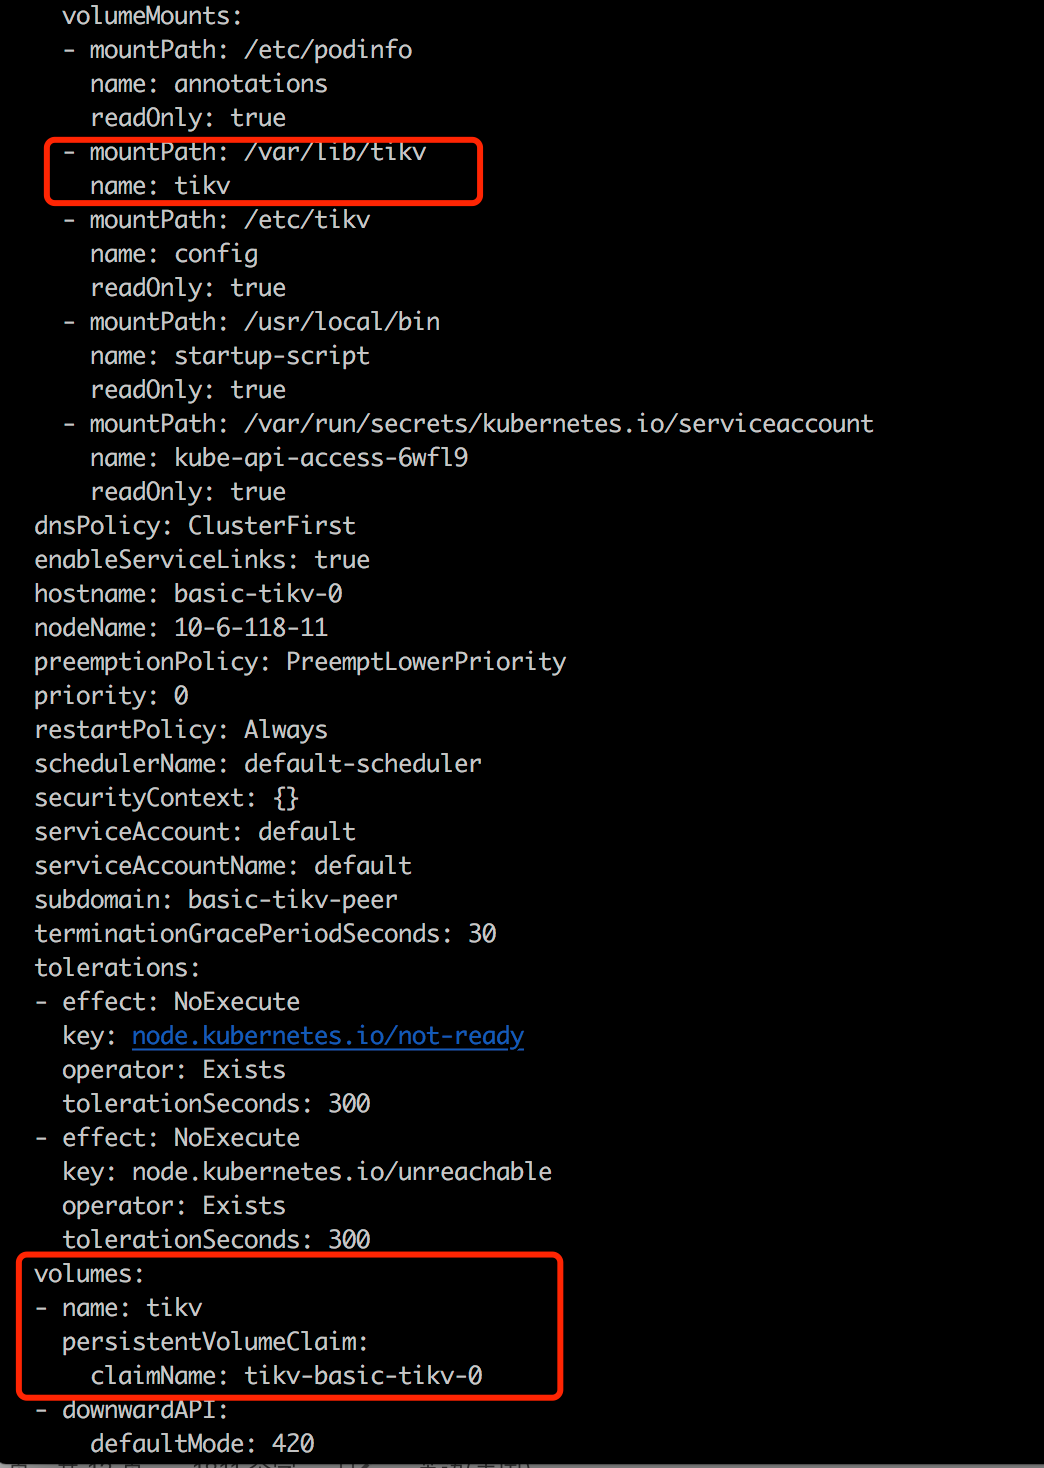 volumeMounts:
- mountPath: /etc/podinfo
name: annotations
readOnly: true
- mountPath: /var/lib/tikv
name: tikv
- mountPath: /etc/tikv
name: config
readOnly: true
- mountPath: /usr/local/bin
name: startup-script
readOnly: true
- mountPath: /var/run/secrets/kubernetes.io/serviceaccount
name: kube-api-access-6wfl9
readOnly: true
dnsPolicy: ClusterFirst
enableServiceLinks: true
hostname: basic-tikv-0
nodeName: 10-6-118-11
preemptionPolicy: PreemptLowerPriority
priority: 0
restartPolicy: Always
schedulerName: default-scheduler
securityContext: {}
serviceAccount: default
serviceAccountName: default
subdomain: basic-tikv-peer
terminationGracePeriodSeconds: 30
tolerations:
- effect: NoExecute
key: node.kubernetes.io/not-ready
operator: Exists
tolerationSeconds: 300
- effect: NoExecute
key: node.kubernetes.io/unreachable
operator: Exists
tolerationSeconds: 300
volumes:
- name: tikv
persistentVolumeClaim:
claimName: tikv-basic-tikv-0
- downwardAPI:
defaultMode: 420